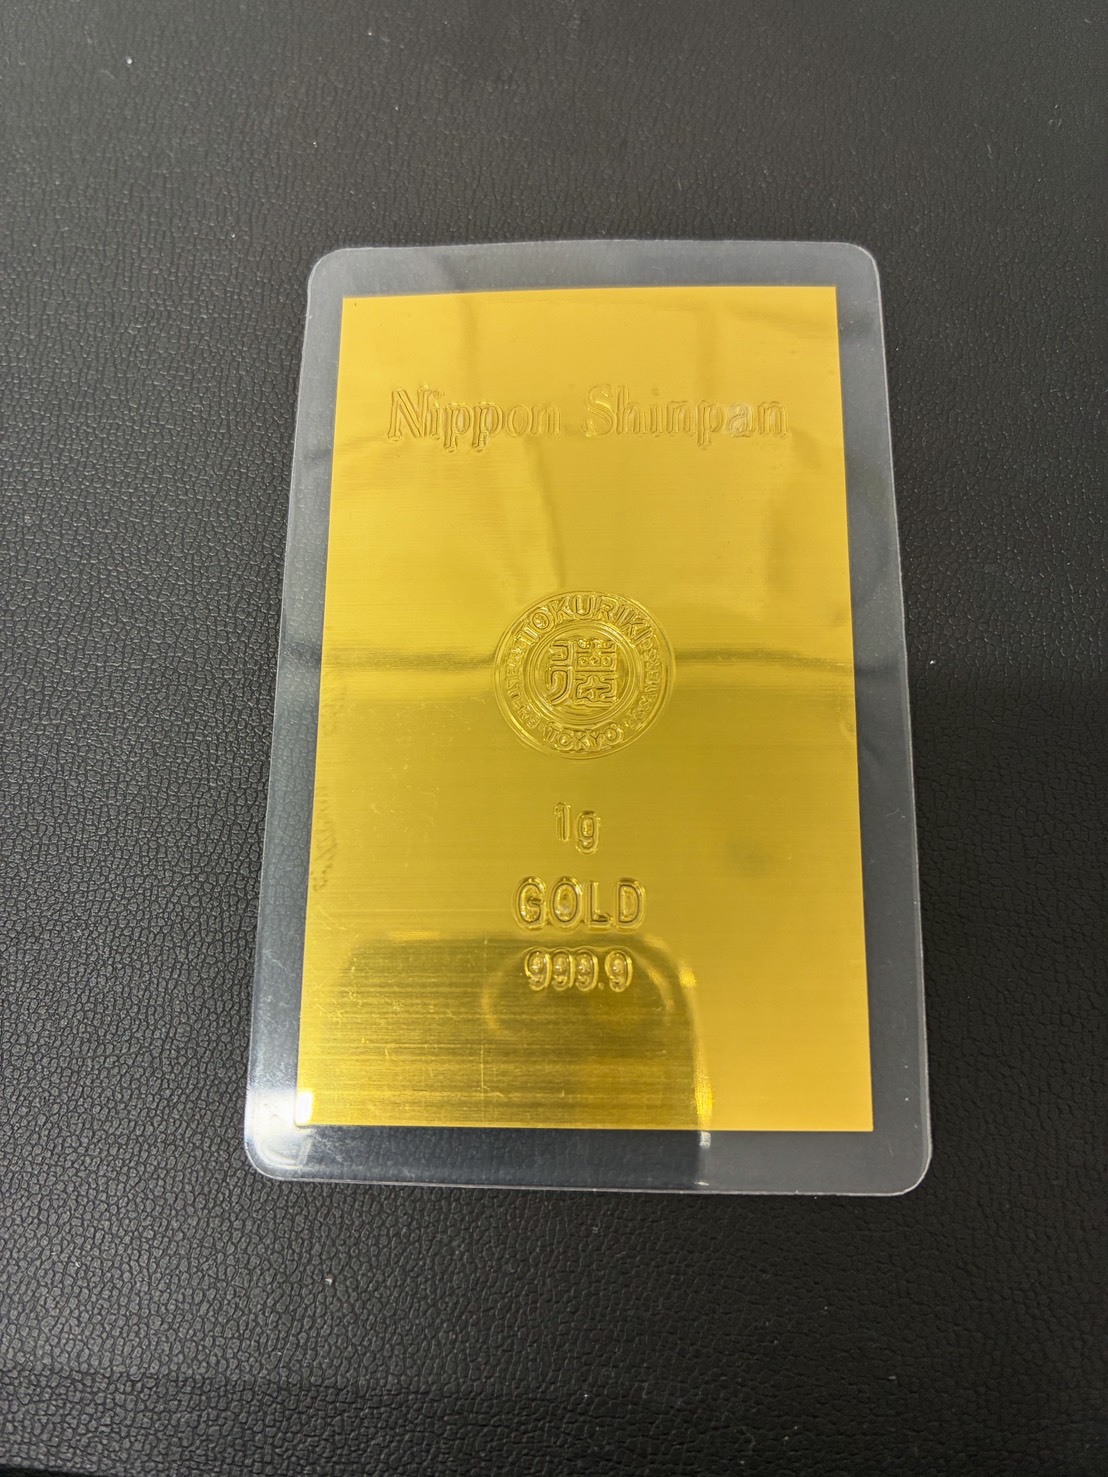 Nippon Shinpan
TOKURIKI
TOKYO
1g
GOLD
999.9